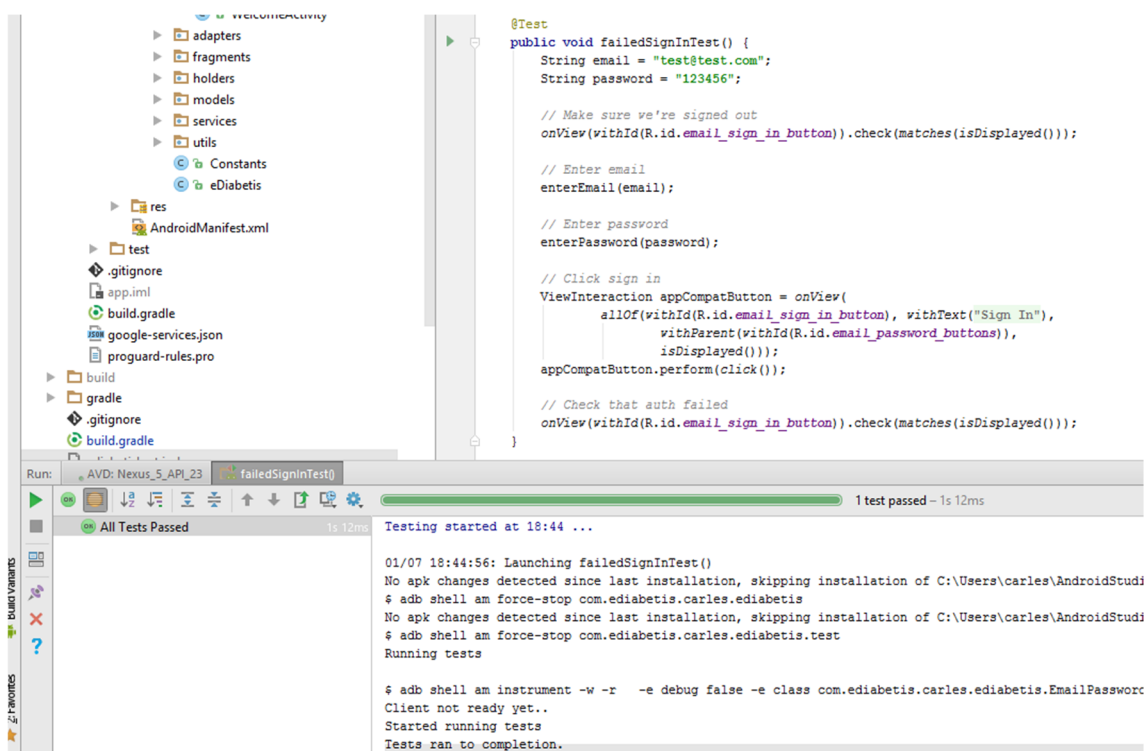 WelcomeActivity
adapters
fragments
holders
models
services
utils
Constants
eDiabetis
res
AndroidManifest.xml
test
.gitignore
app.iml
build.gradle
google-services.json
proguard-rules.pro
build
gradle
.gitignore
build.gradle
@Test
public void failedSignInTest() {
String email = "test@test.com";
String password = "123456";
// Make sure we're signed out
onView(withId(R.id.email_sign_in_button)).check(matches(isDisplayed()));
// Enter email
enterEmail(email);
// Enter password
enterPassword(password);
// Click sign in
ViewInteraction appCompatButton = onView(
allOf(withId(R.id.email_sign_in_button), withText("Sign In"),
withParent(withId(R.id.email_password_buttons)),
isDisplayed()));
appCompatButton.perform(click());
// Check that auth failed
onView(withId(R.id.email_sign_in_button)).check(matches(isDisplayed()));
}
Run: AVD: Nexus_5_API_23 failedSignInTest()
1 test passed – 1s 12ms
All Tests Passed 1s 12ms
Testing started at 18:44 ...
01/07 18:44:56: Launching failedSignInTest()
No apk changes detected since last installation, skipping installation of C:\Users\carles\AndroidStudi
$ adb shell am force-stop com.ediabetis.carles.ediabetis
No apk changes detected since last installation, skipping installation of C:\Users\carles\AndroidStudi
$ adb shell am force-stop com.ediabetis.carles.ediabetis.test
Running tests
$ adb shell am instrument -w -r -e debug false -e class com.ediabetis.carles.ediabetis.EmailPassword
Client not ready yet..
Started running tests
Tests ran to completion.
Build Variants
2: Favorites